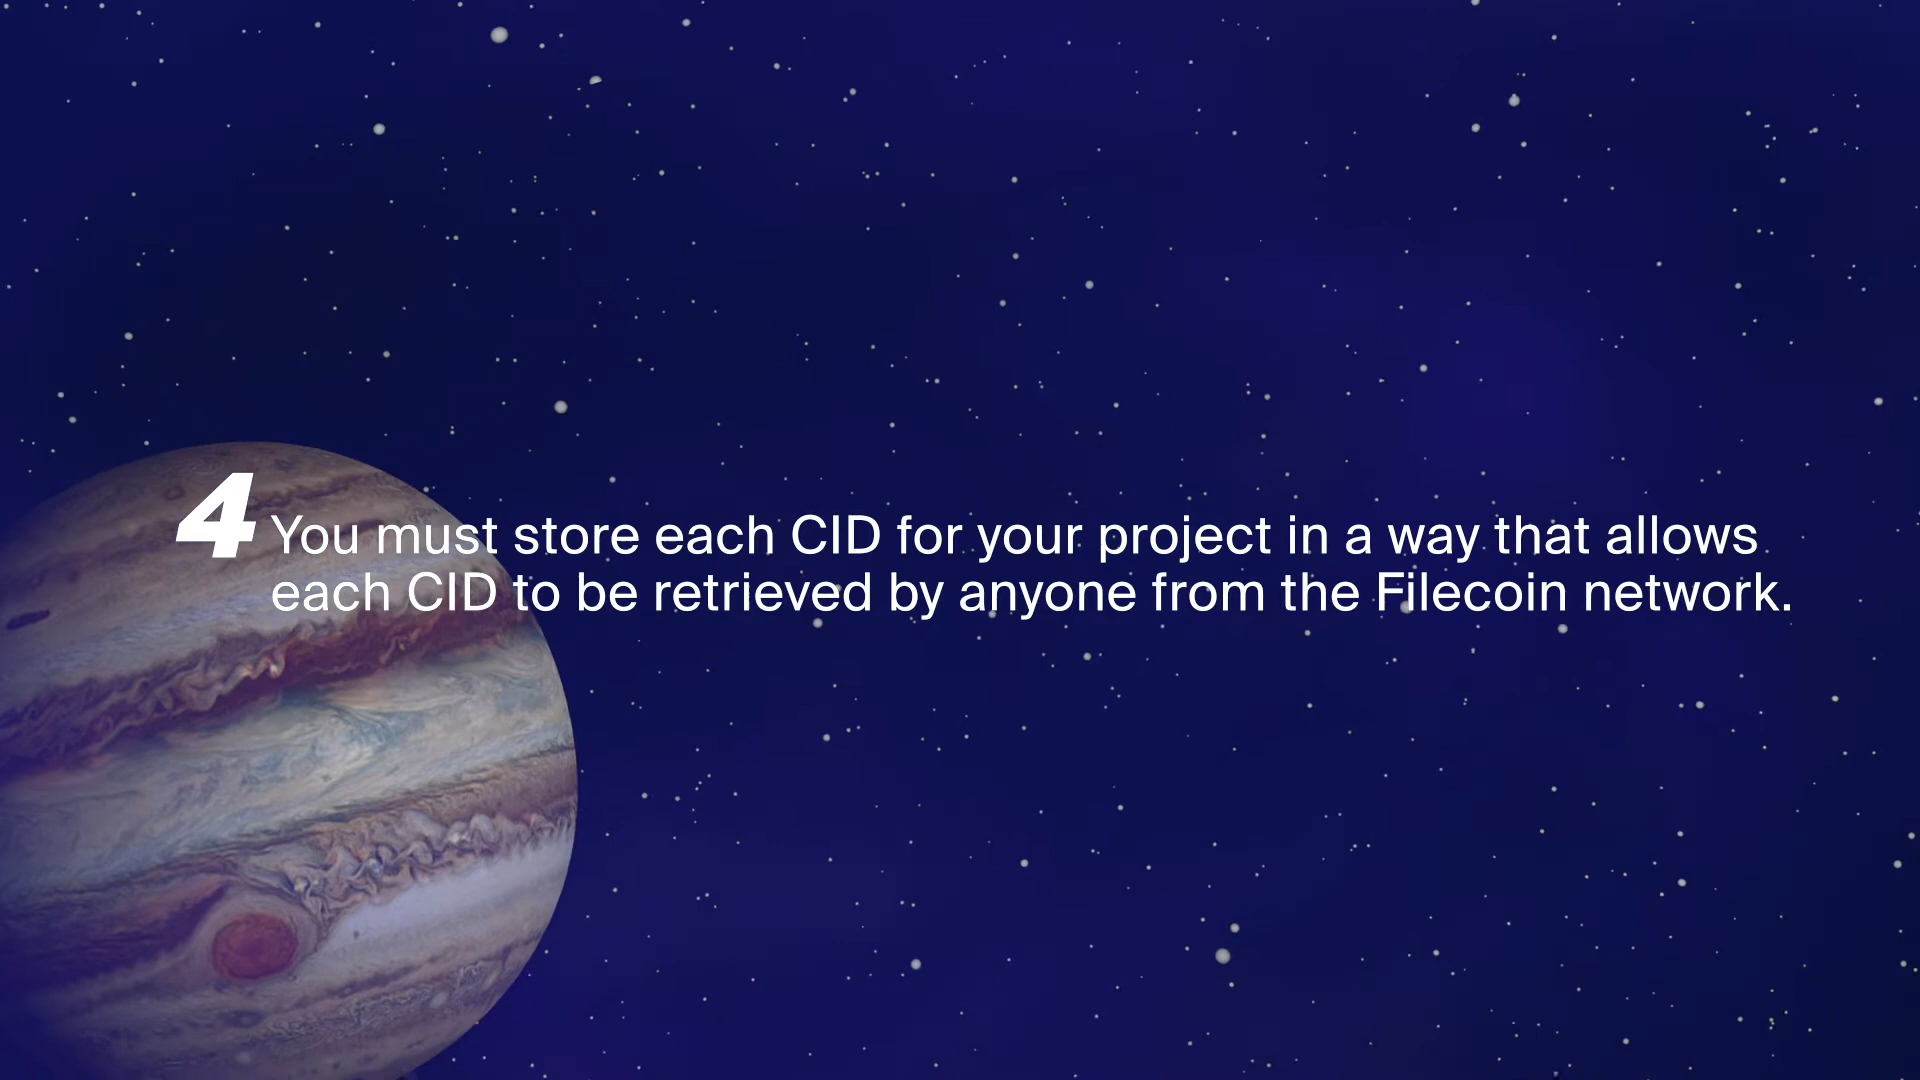 4 You must store each CID for your project in a way that allows
each CID to be retrieved by anyone from the Filecoin network.